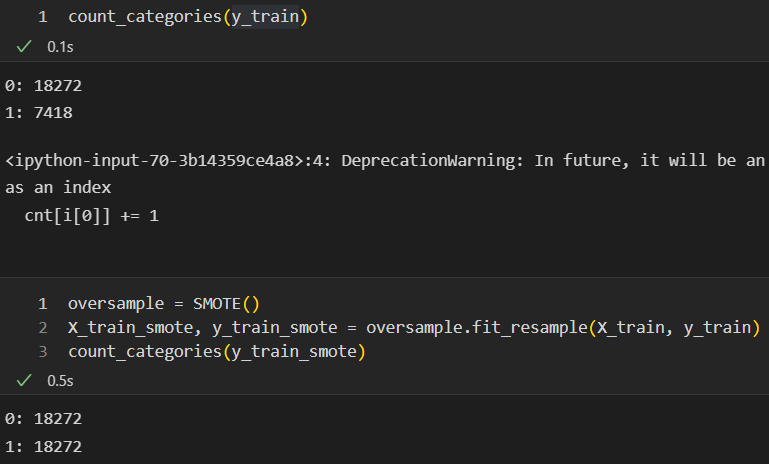 1 count_categories(y_train)
0.1s
0: 18272
1: 7418
<ipython-input-70-3b14359ce4a8>:4: DeprecationWarning: In future, it will be an
as an index
cnt[i[0]] += 1
1 oversample = SMOTE()
2 X_train_smote, y_train_smote = oversample.fit_resample(X_train, y_train)
3 count_categories(y_train_smote)
0.5s
0: 18272
1: 18272